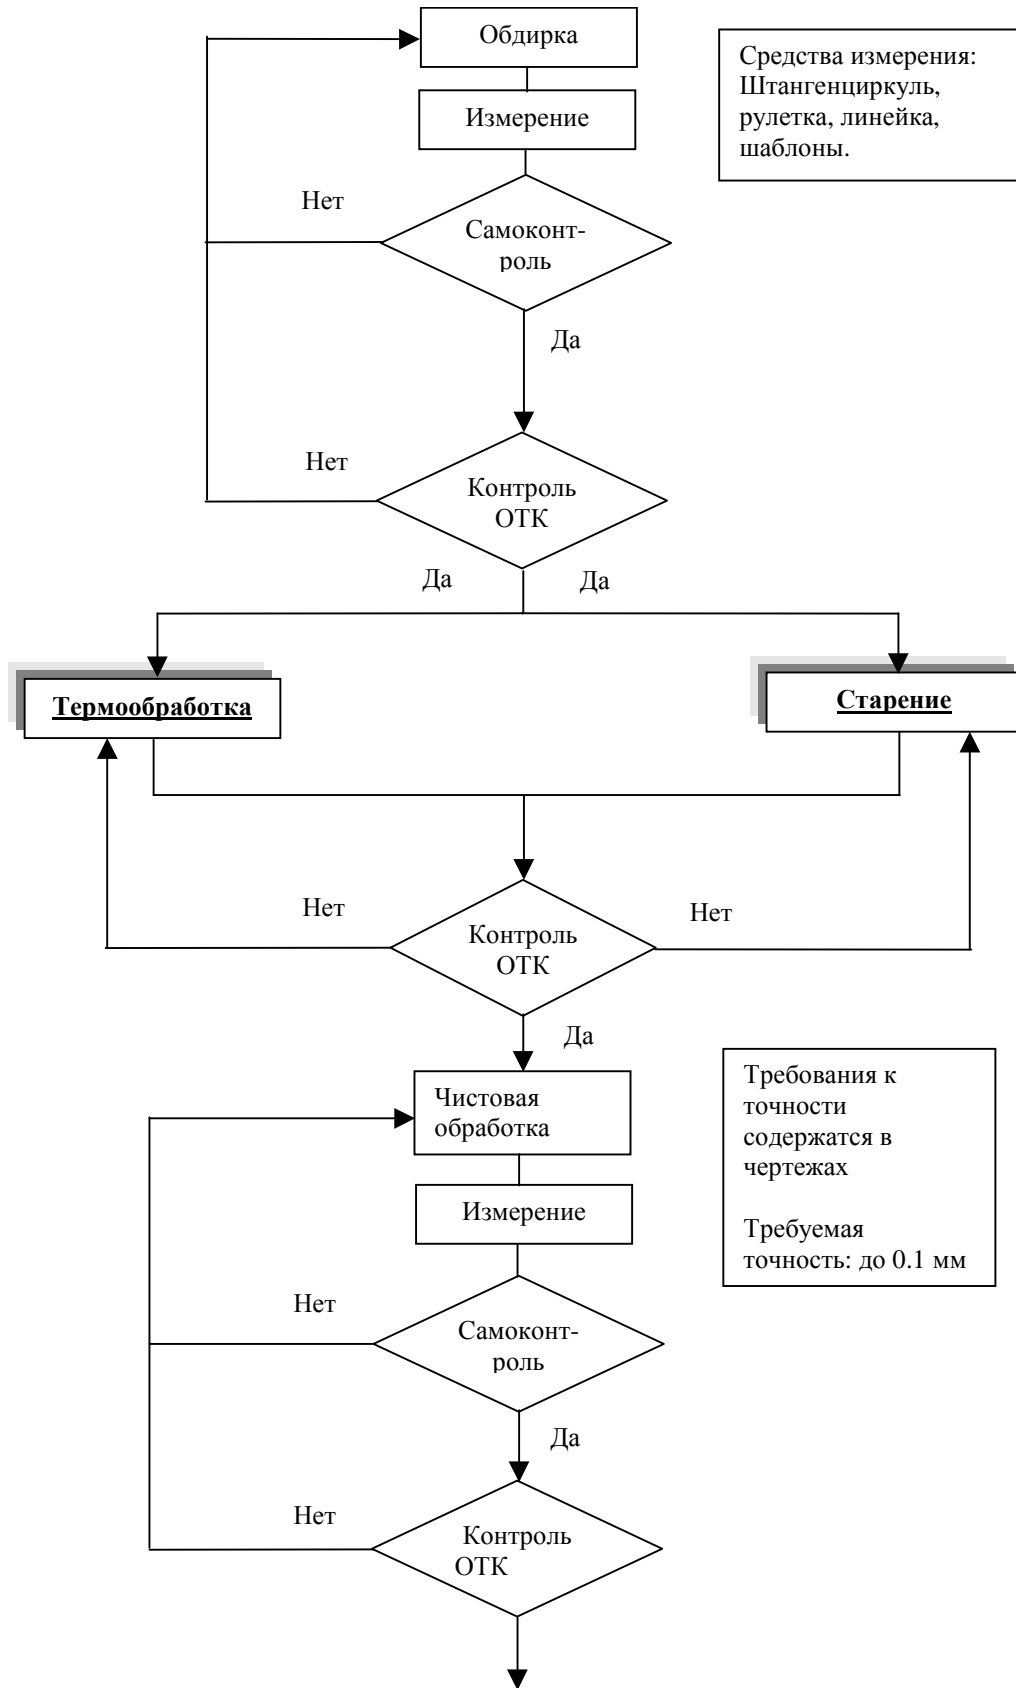 Обдирка
Средства измерения:
Штангенциркуль,
рулетка, линейка,
шаблоны.
Измерение
Нет
Самоконт-
роль
Да
Нет
Контроль
ОТК
Да
Да
Термообработка
Старение
Нет
Нет
Контроль
ОТК
Да
Чистовая
обработка
Требования к
точности
содержатся в
чертежах
Требуемая
точность: до 0.1 мм
Измерение
Нет
Самоконт-
роль
Да
Нет
Контроль
ОТК